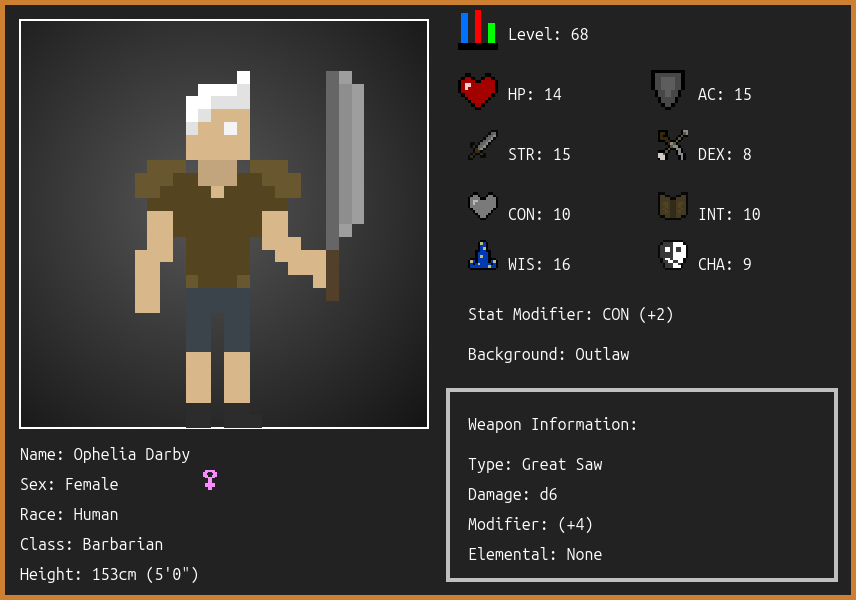 Level: 68
HP: 14
AC: 15
STR: 15
DEX: 8
CON: 10
INT: 10
WIS: 16
CHA: 9
Stat Modifier: CON (+2)
Background: Outlaw
Weapon Information:
Type: Great Saw
Damage: d6
Modifier: (+4)
Elemental: None
Name: Ophelia Darby
Sex: Female
Race: Human
Class: Barbarian
Height: 153cm (5'0")